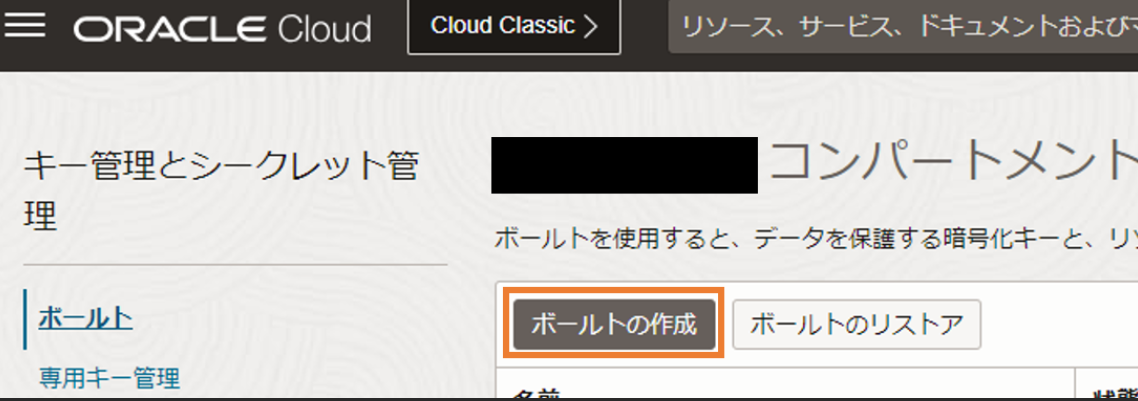 ORACLE Cloud
Cloud Classic
リソース、サービス、ドキュメントおよび
キー管理とシークレット管
理
コンパートメント
ボールトを使用すると、データを保護する暗号化キーと、リ
ボールト
ボールトの作成
ボールトのリストア
専用キー管理
名前
状態